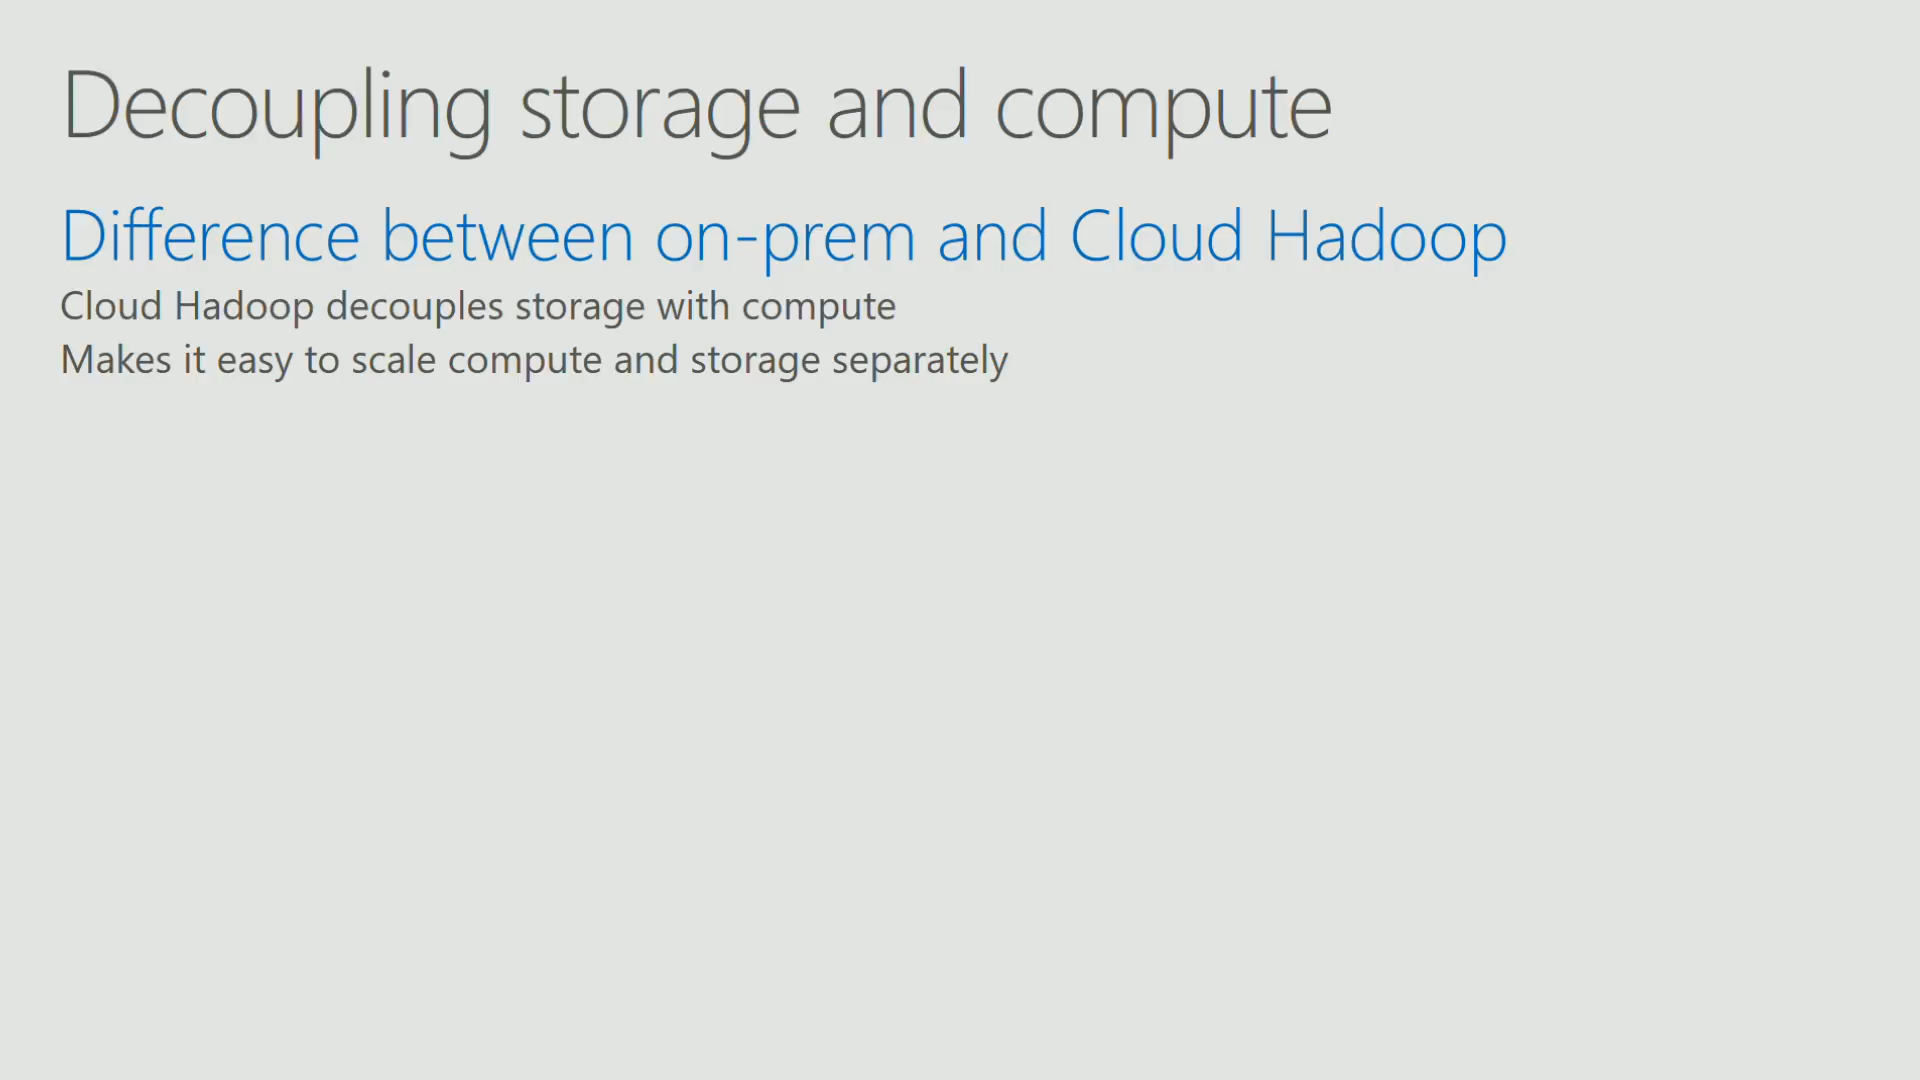 Decoupling storage and compute
Difference between on-prem and Cloud Hadoop
Cloud Hadoop decouples storage with compute
Makes it easy to scale compute and storage separately